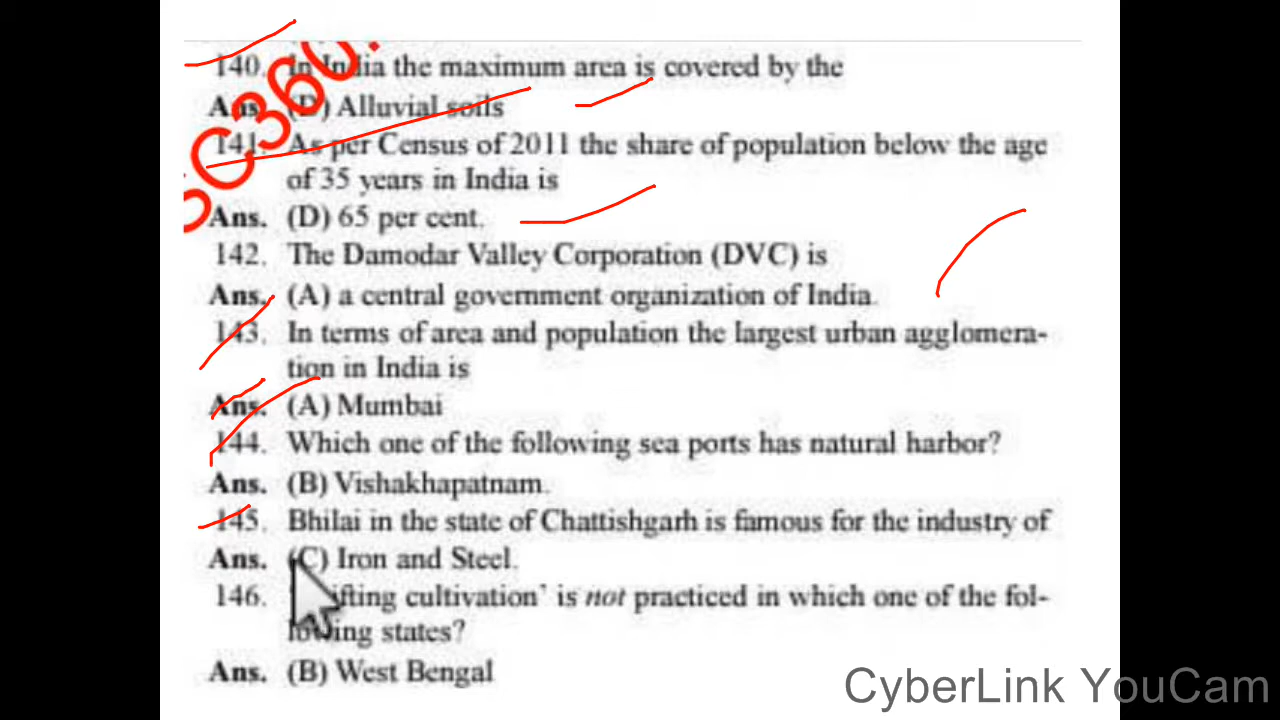 140. In India the maximum area is covered by the
Ans. (D) Alluvial soils
141. As per Census of 2011 the share of population below the age
of 35 years in India is
Ans. (D) 65 per cent.
142. The Damodar Valley Corporation (DVC) is
Ans. (A) a central government organization of India.
143. In terms of area and population the largest urban agglomera-
tion in India is
Ans. (A) Mumbai
144. Which one of the following sea ports has natural harbor?
Ans. (B) Vishakhapatnam.
145. Bhilai in the state of Chattishgarh is famous for the industry of
Ans. (C) Iron and Steel.
146. cultivation' is not practiced in which one of the fol-
lowing states?
Ans. (B) West Bengal
CyberLink YouCam